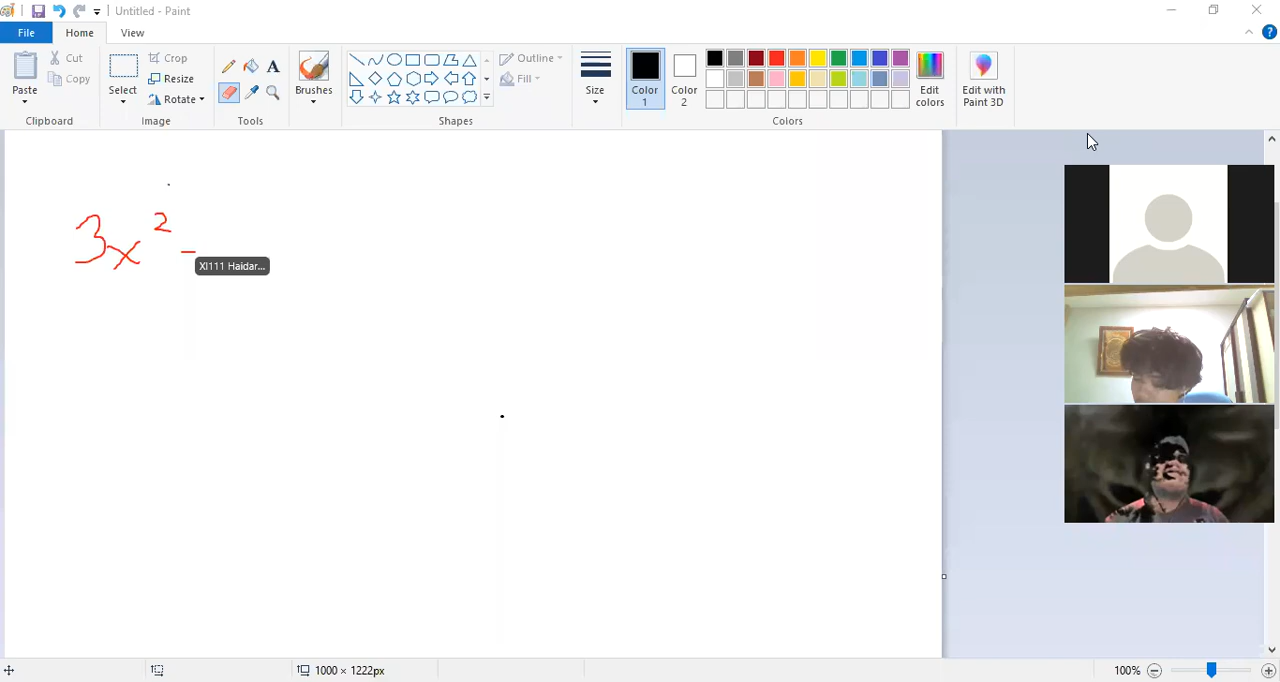 Untitled - Paint
File Home View
Paste Cut Copy
Clipboard
Select Crop Resize Rotate
Image
A
Tools
Brushes
Outline Fill
Shapes
Size
Color 1 Color 2
Edit colors
Colors
Edit with Paint 3D
3x² −
XI111 Haidar...
1000 × 1222px 100%